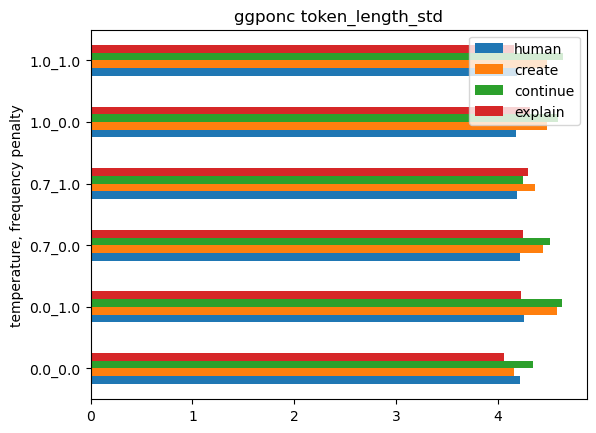 ggponc token_length_std
human
create
continue
explain
temperature, frequency penalty
1.0_1.0
1.0_0.0
0.7_1.0
0.7_0.0
0.0_1.0
0.0_0.0
0 1 2 3 4